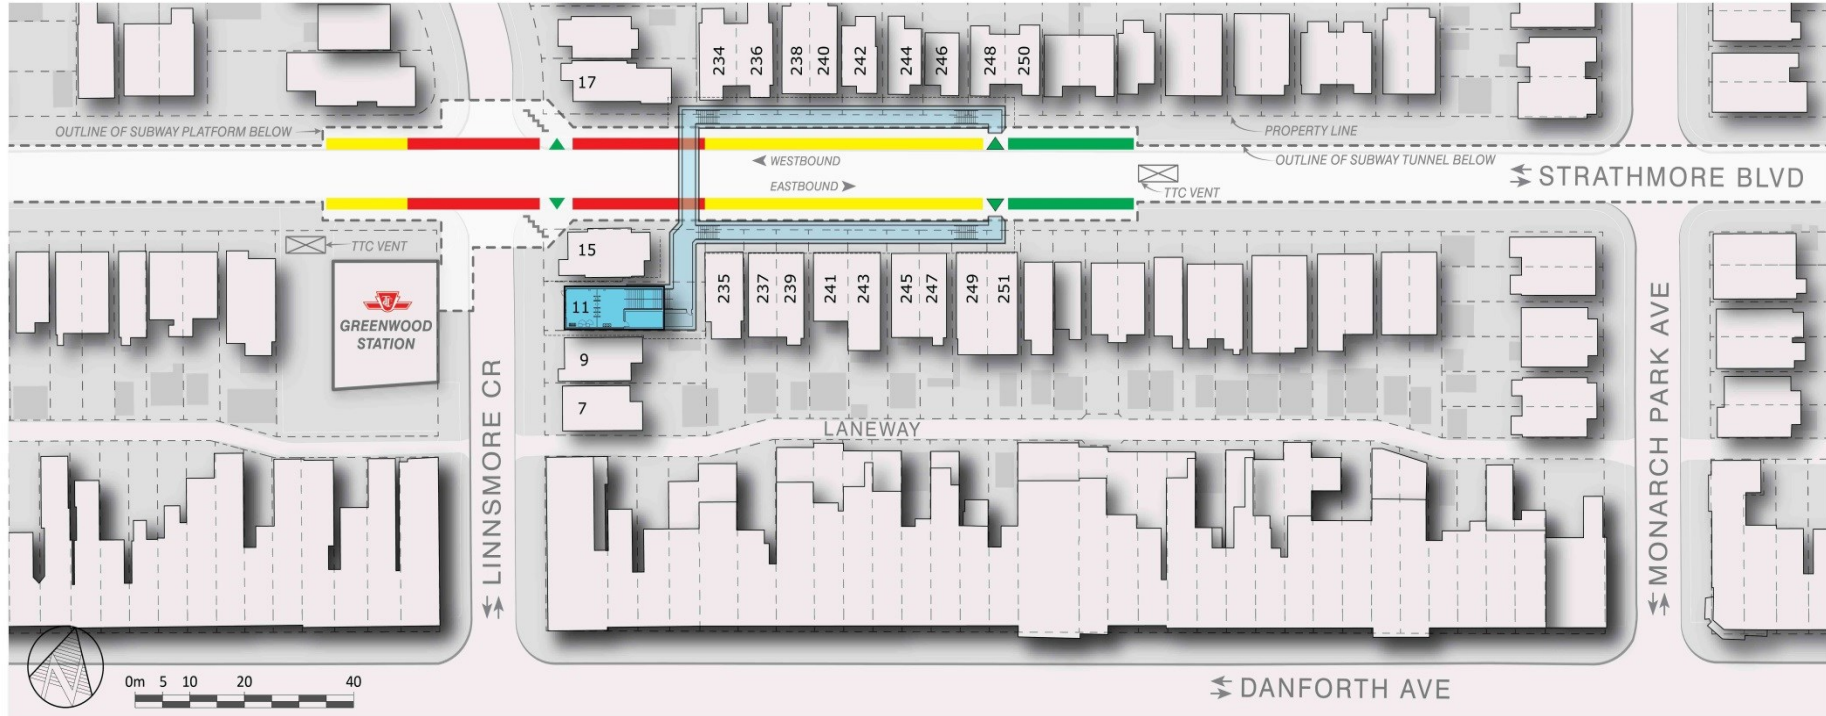 234
236
238
240
242
244
246
248
250
17
OUTLINE OF SUBWAY PLATFORM BELOW
PROPERTY LINE
WESTBOUND
OUTLINE OF SUBWAY TUNNEL BELOW
EASTBOUND
TTC VENT
STRATHMORE BLVD
TTC VENT
15
235
237
239
241
243
245
247
249
251
11
GREENWOOD
STATION
9
7
LINNSMORE CR
MONARCH PARK AVE
LANEWAY
N
0m 5 10 20 40
DANFORTH AVE